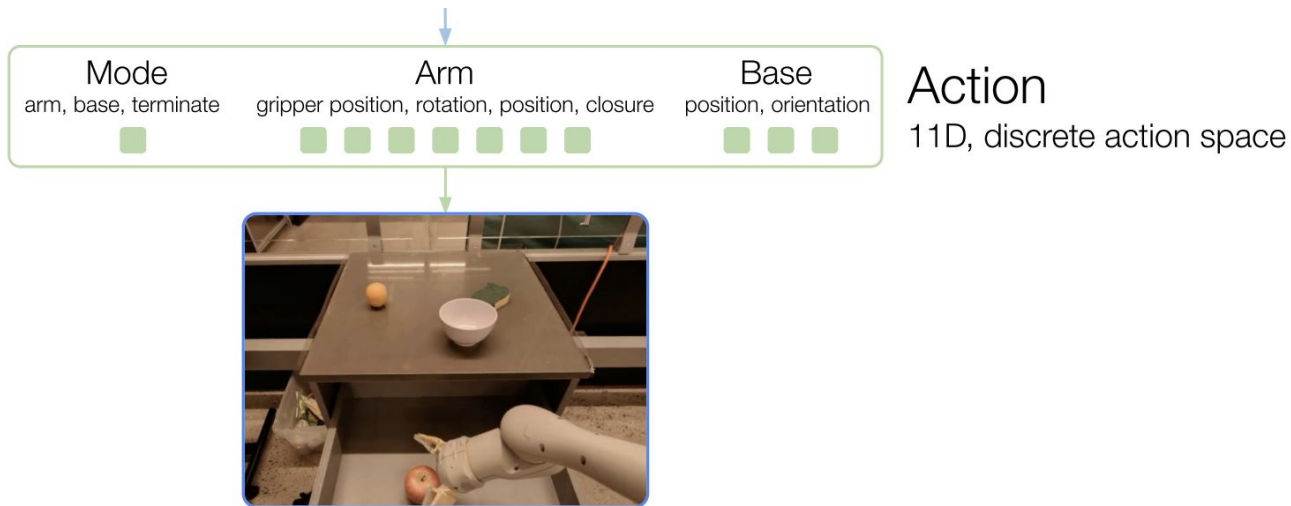 Mode
arm, base, terminate
Arm
gripper position, rotation, position, closure
Base
position, orientation
Action
11D, discrete action space